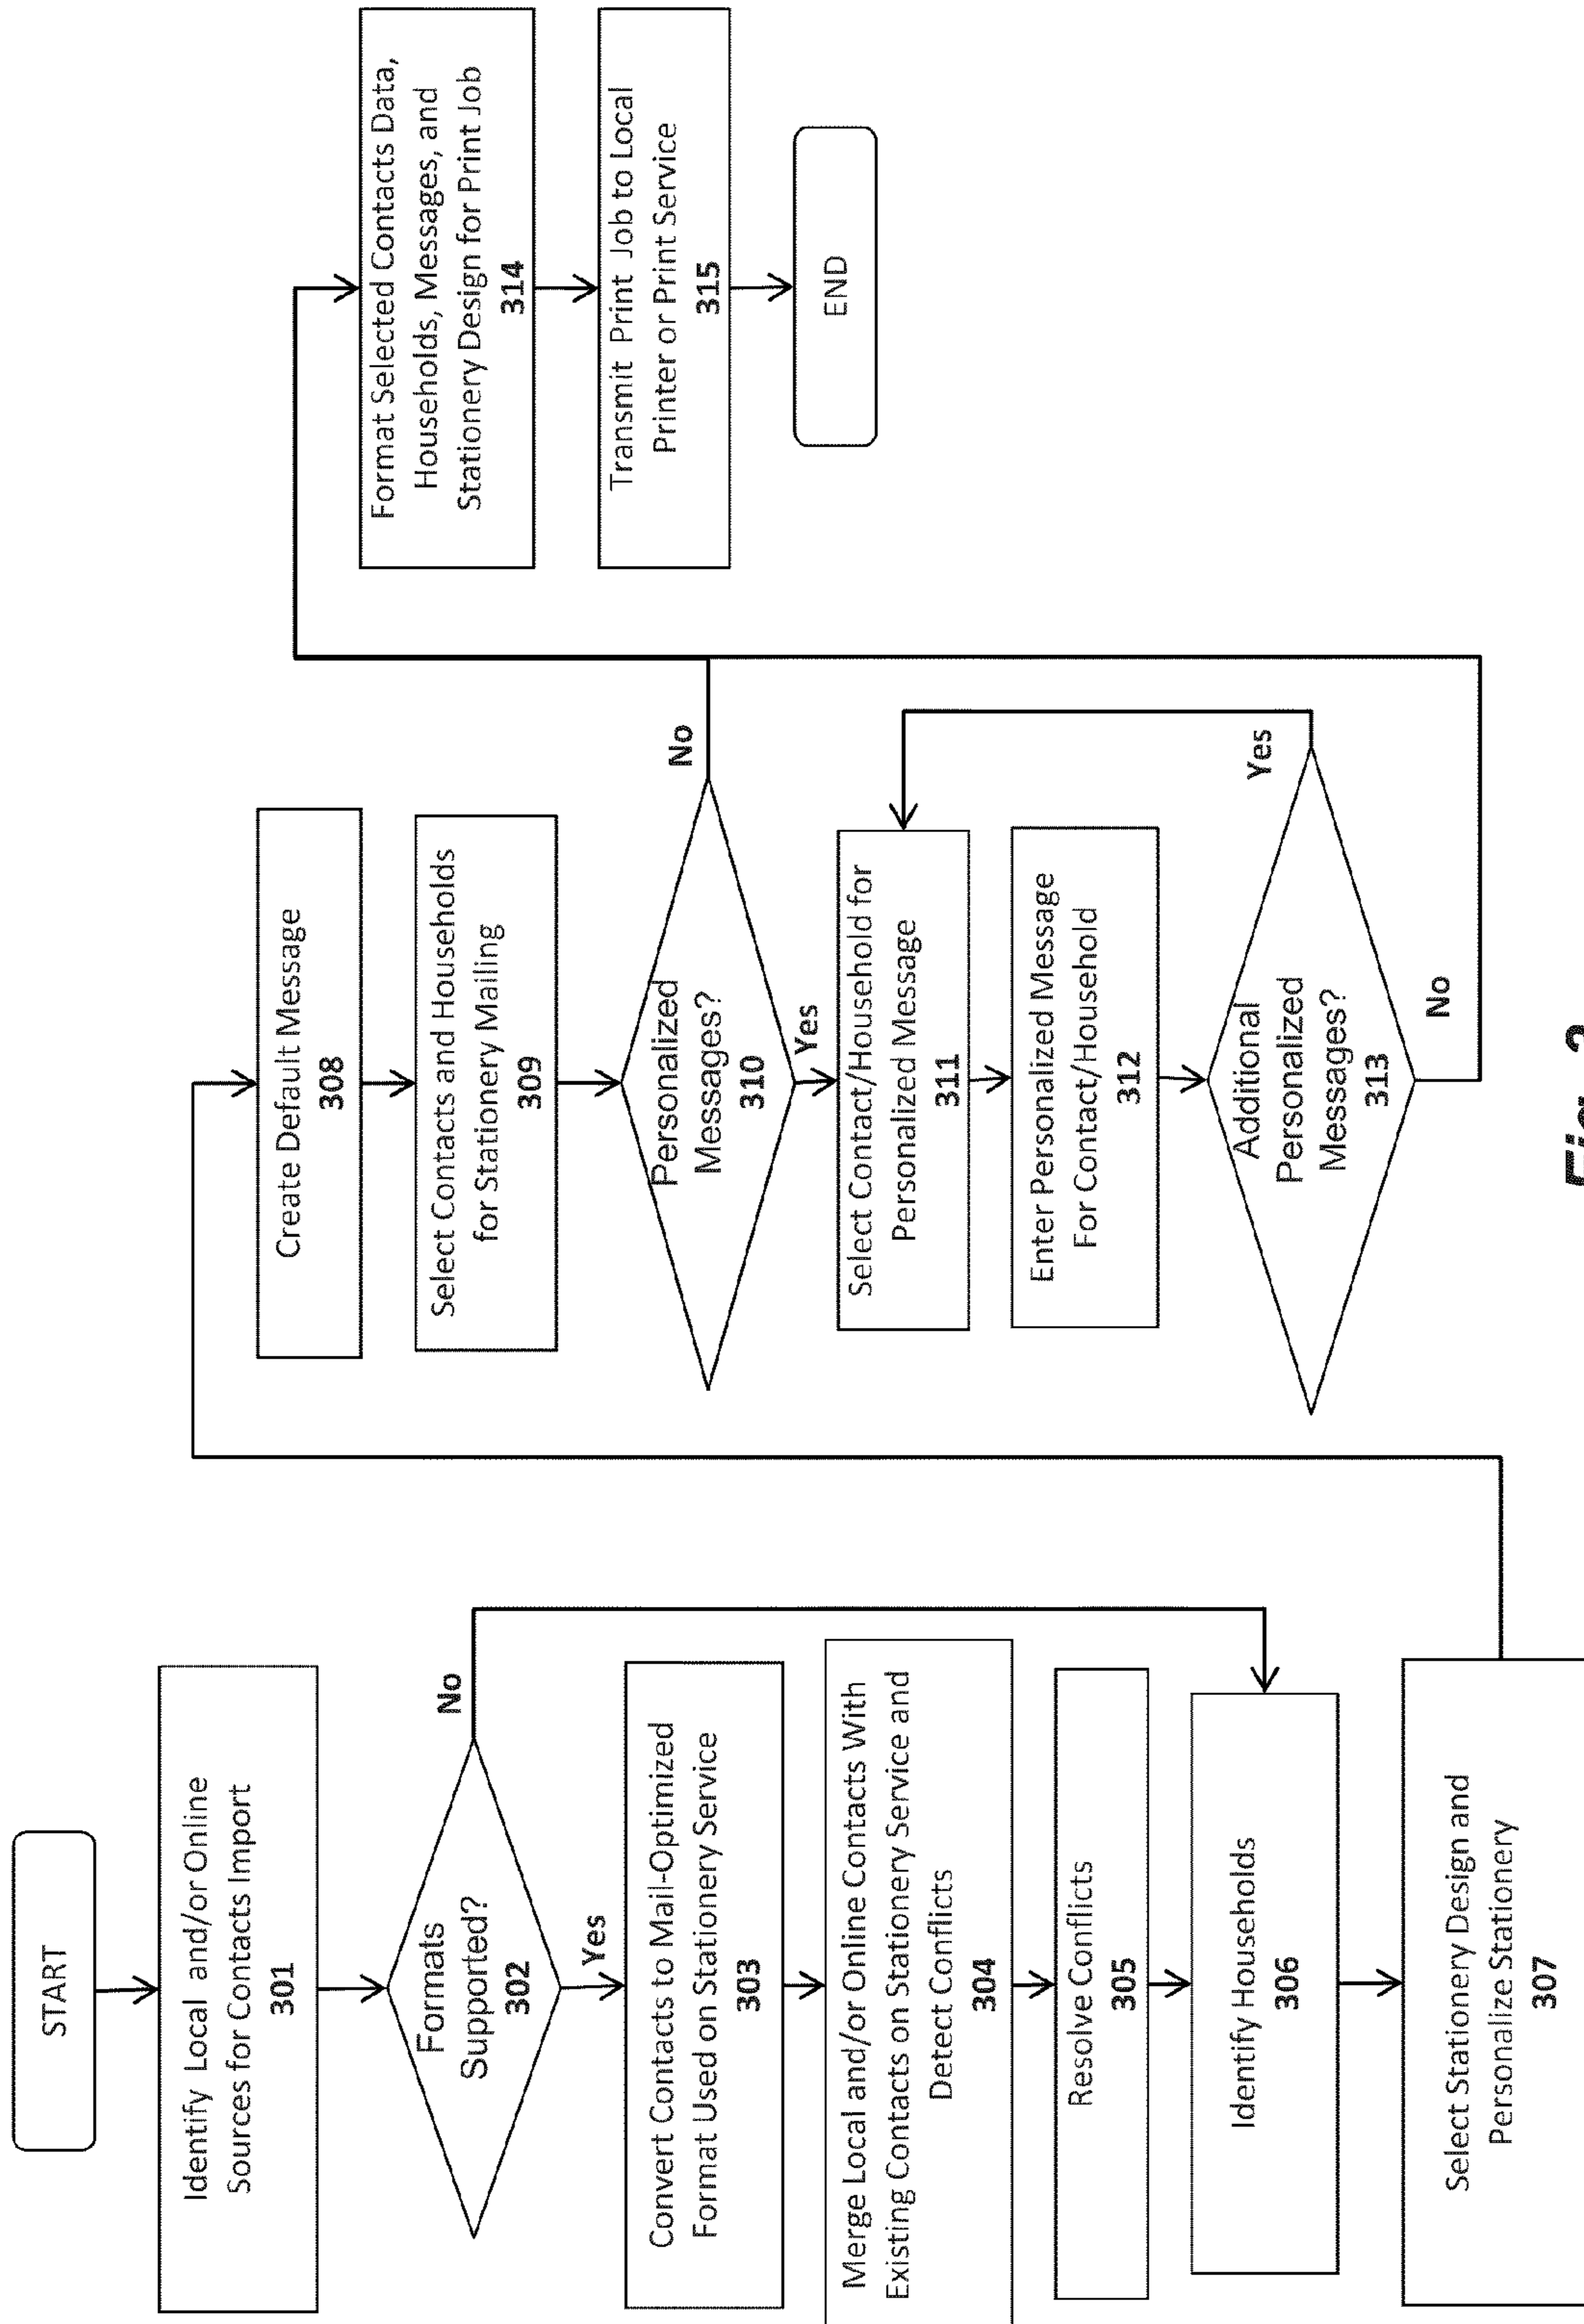 START
Identify Local and/or Online
Sources for Contacts Import
301
Formats
Supported?
302
No
Yes
Convert Contacts to Mail-Optimized
Format Used on Stationery Service
303
Merge Local and/or Online Contacts With
Existing Contacts on Stationery Service and
Detect Conflicts
304
Resolve Conflicts
305
Identify Households
306
Select Stationery Design and
Personalize Stationery
307
Create Default Message
308
Select Contacts and Households
for Stationery Mailing
309
Personalized
Messages?
310
No
Yes
Select Contact/Household for
Personalized Message
311
Enter Personalized Message
For Contact/Household
312
Additional
Personalized
Messages?
313
Yes
No
Format Selected Contacts Data,
Households, Messages, and
Stationery Design for Print Job
314
Transmit Print Job to Local
Printer or Print Service
315
END